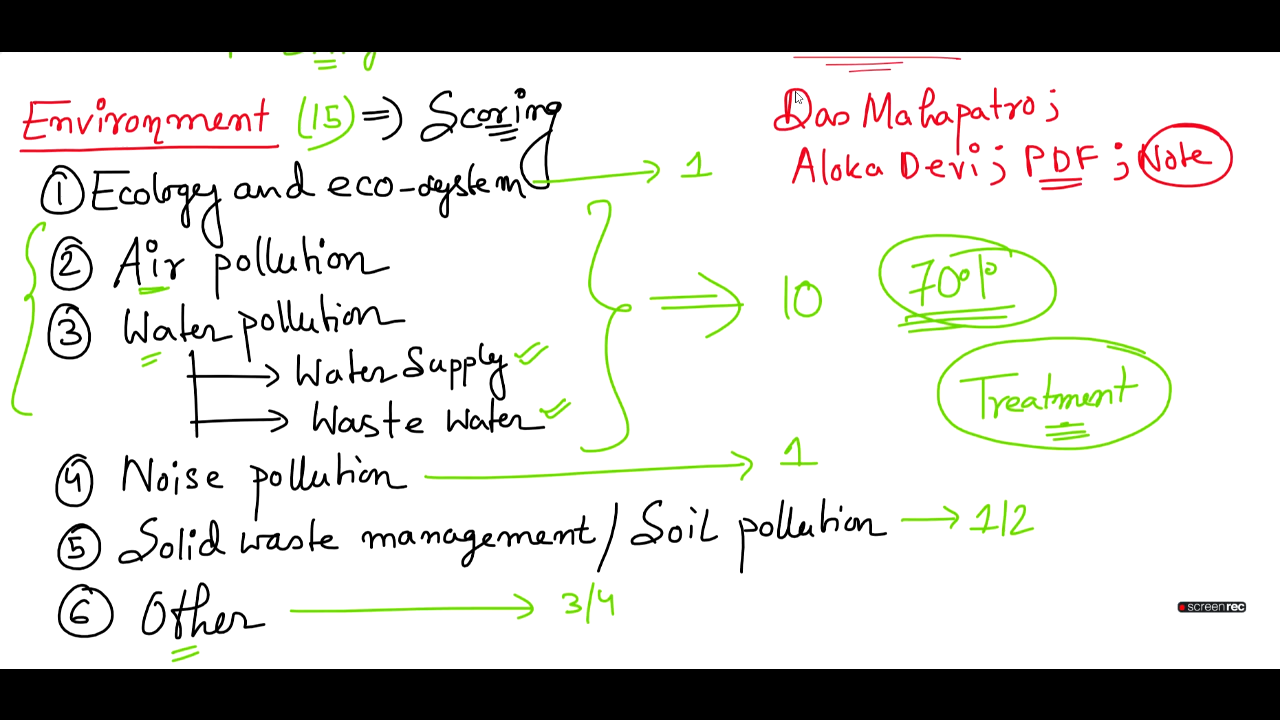 Environment (15) => Scoring
① Ecology and eco-system → 1
② Air pollution
③ Water pollution
→ Water Supply ✓
→ Waste water ✓
④ Noise pollution → 1
⑤ Solid waste management / Soil pollution → 1/2
⑥ Other → 3/4
⇒ 10 70%
Treatment
Das Mahapatro ;
Aloka Devi ; PDF ; Note
screenrec